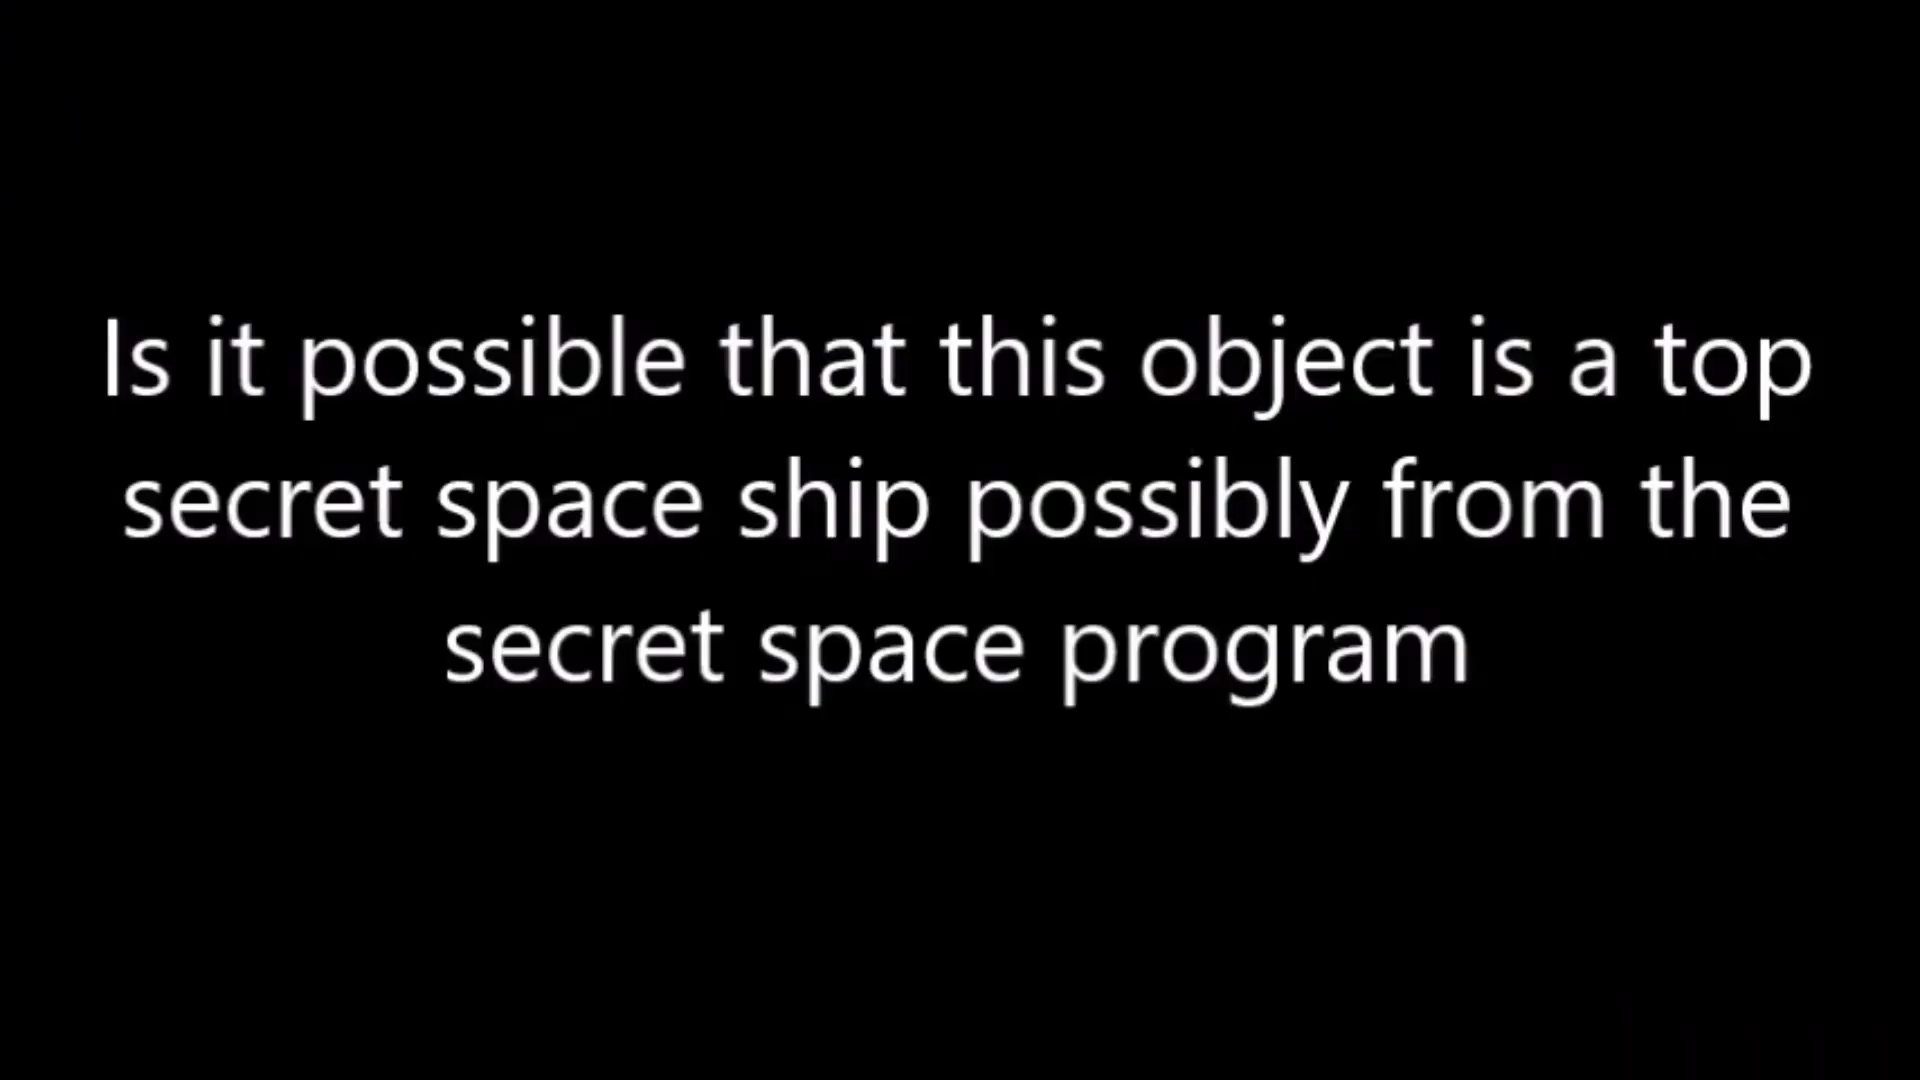 Is it possible that this object is a top
secret space ship possibly from the
secret space program